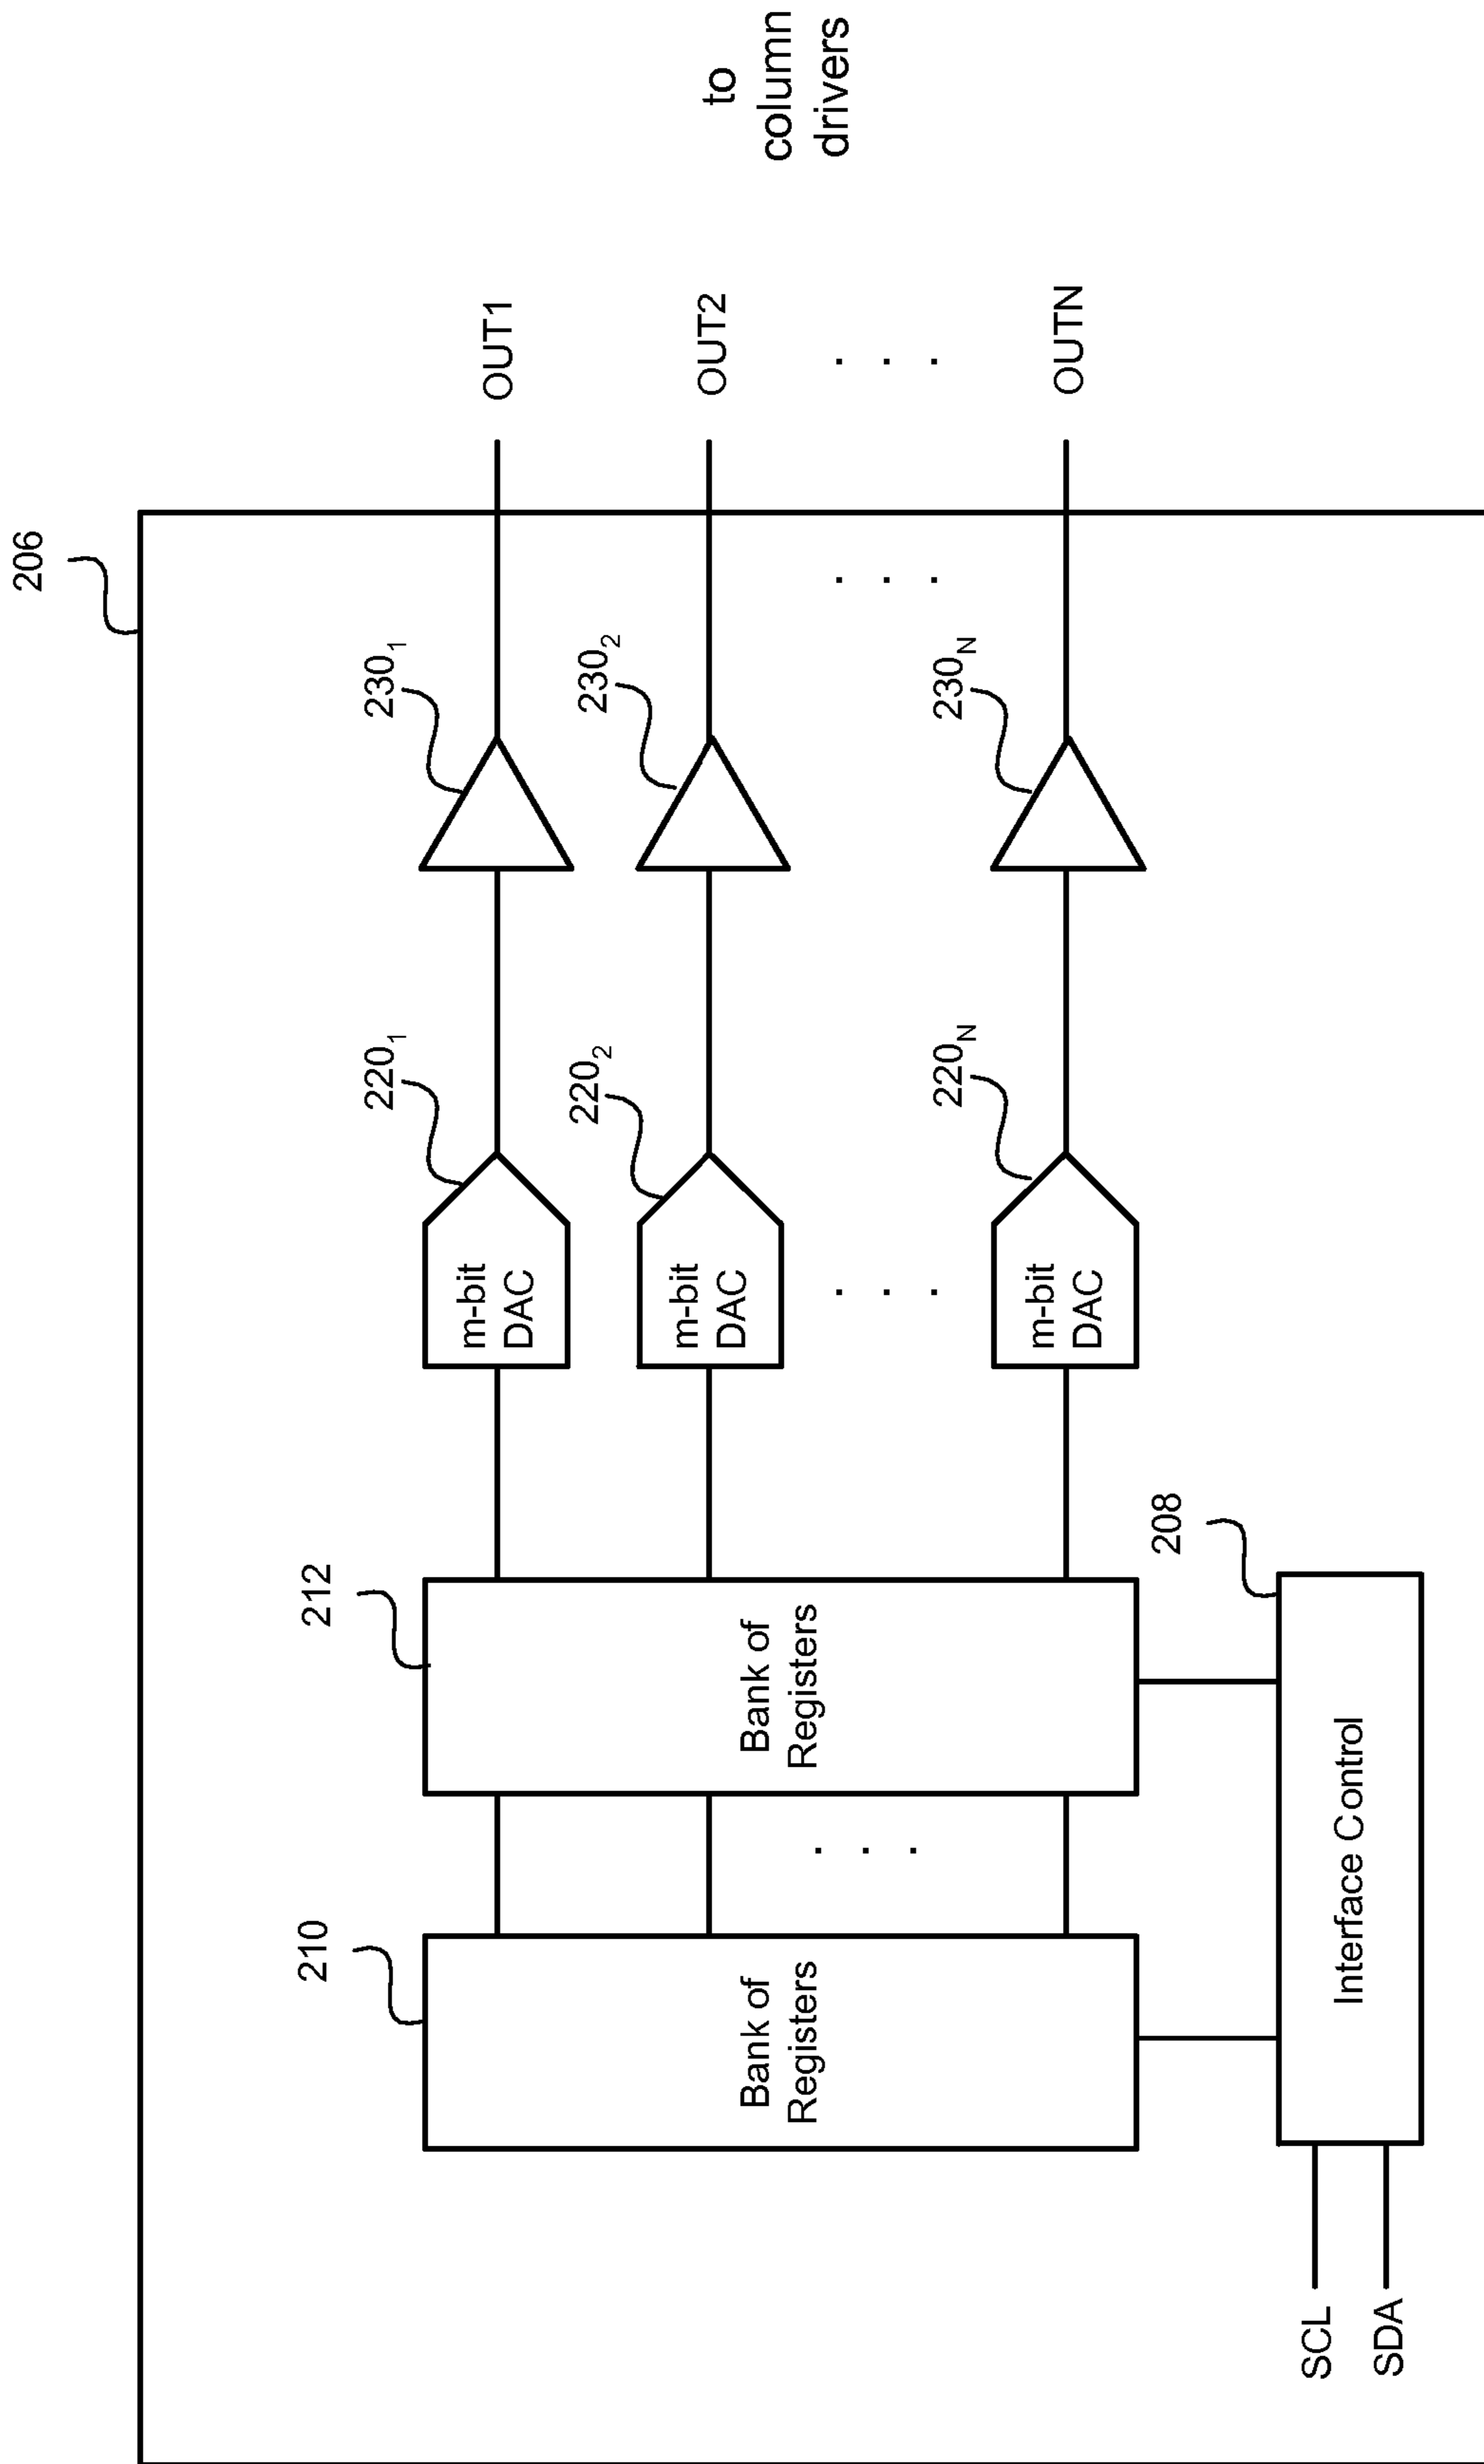 206
210
Bank of
Registers
212
Bank of
Registers
220₁
m-bit
DAC
230₁
OUT1
220₂
m-bit
DAC
230₂
OUT2
. . .
. . .
. . .
. . .
220N
m-bit
DAC
230N
OUTN
to
column
drivers
208
Interface Control
SCL
SDA